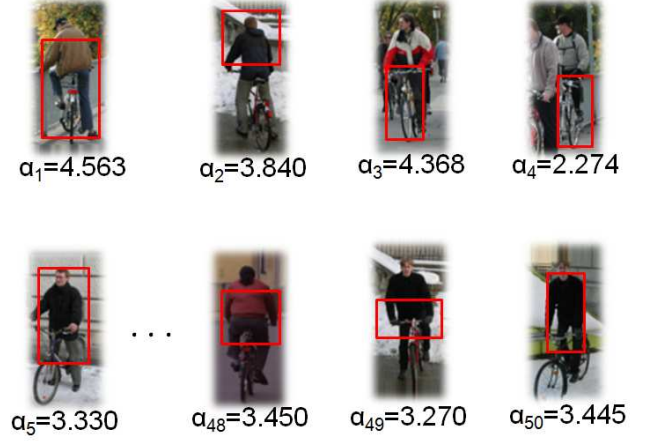 α₁=4.563
α₂=3.840
α₃=4.368
α₄=2.274
. . .
α₅=3.330
α₄₈=3.450
α₄₉=3.270
α₅₀=3.445